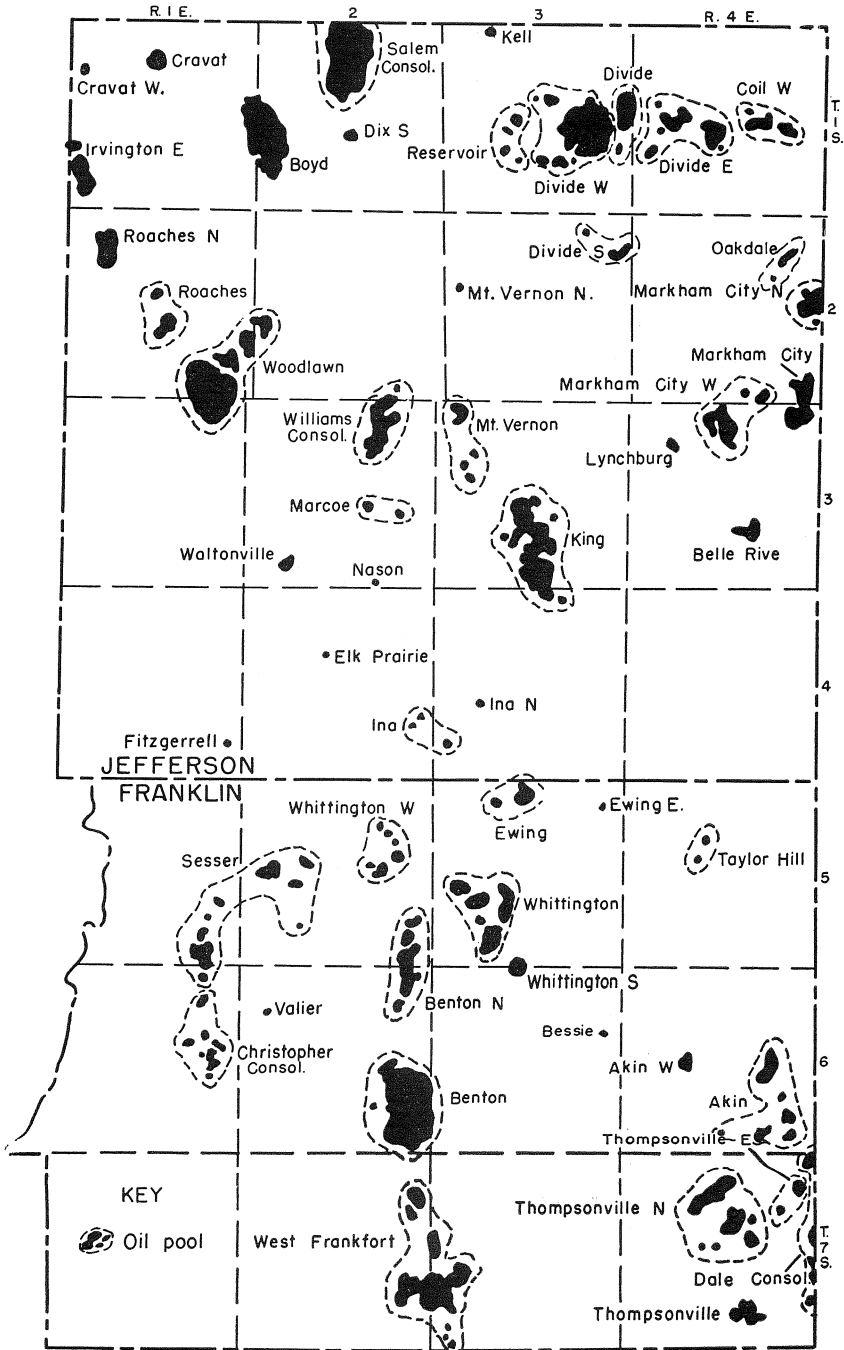 R. I E.
2
3
R. 4 E.
Kell
Salem
Consol.
Cravat
Cravat W.
Divide
Coil W
T.
I
S.
Dix S
Irvington E
Boyd
Reservoir
Divide W
Divide E
Roaches N
Divide S
Oakdale
Roaches
Mt. Vernon N.
Markham City N
2
Woodlawn
Markham City
Markham City W
Williams
Consol.
Mt. Vernon
Lynchburg
Marcoe
3
King
Waltonville
Nason
Belle Rive
Elk Prairie
4
Ina N
Ina
Fitzgerrell
JEFFERSON
FRANKLIN
Whittington W
Ewing E.
Ewing
Sesser
Taylor Hill
5
Whittington
Whittington S
Valier
Benton N
Bessie
Christopher
Consol.
Akin W
6
Benton
Akin
Thompsonville E
KEY
Oil pool
West Frankfort
Thompsonville N
T.
7
S.
Dale Consol.
Thompsonville